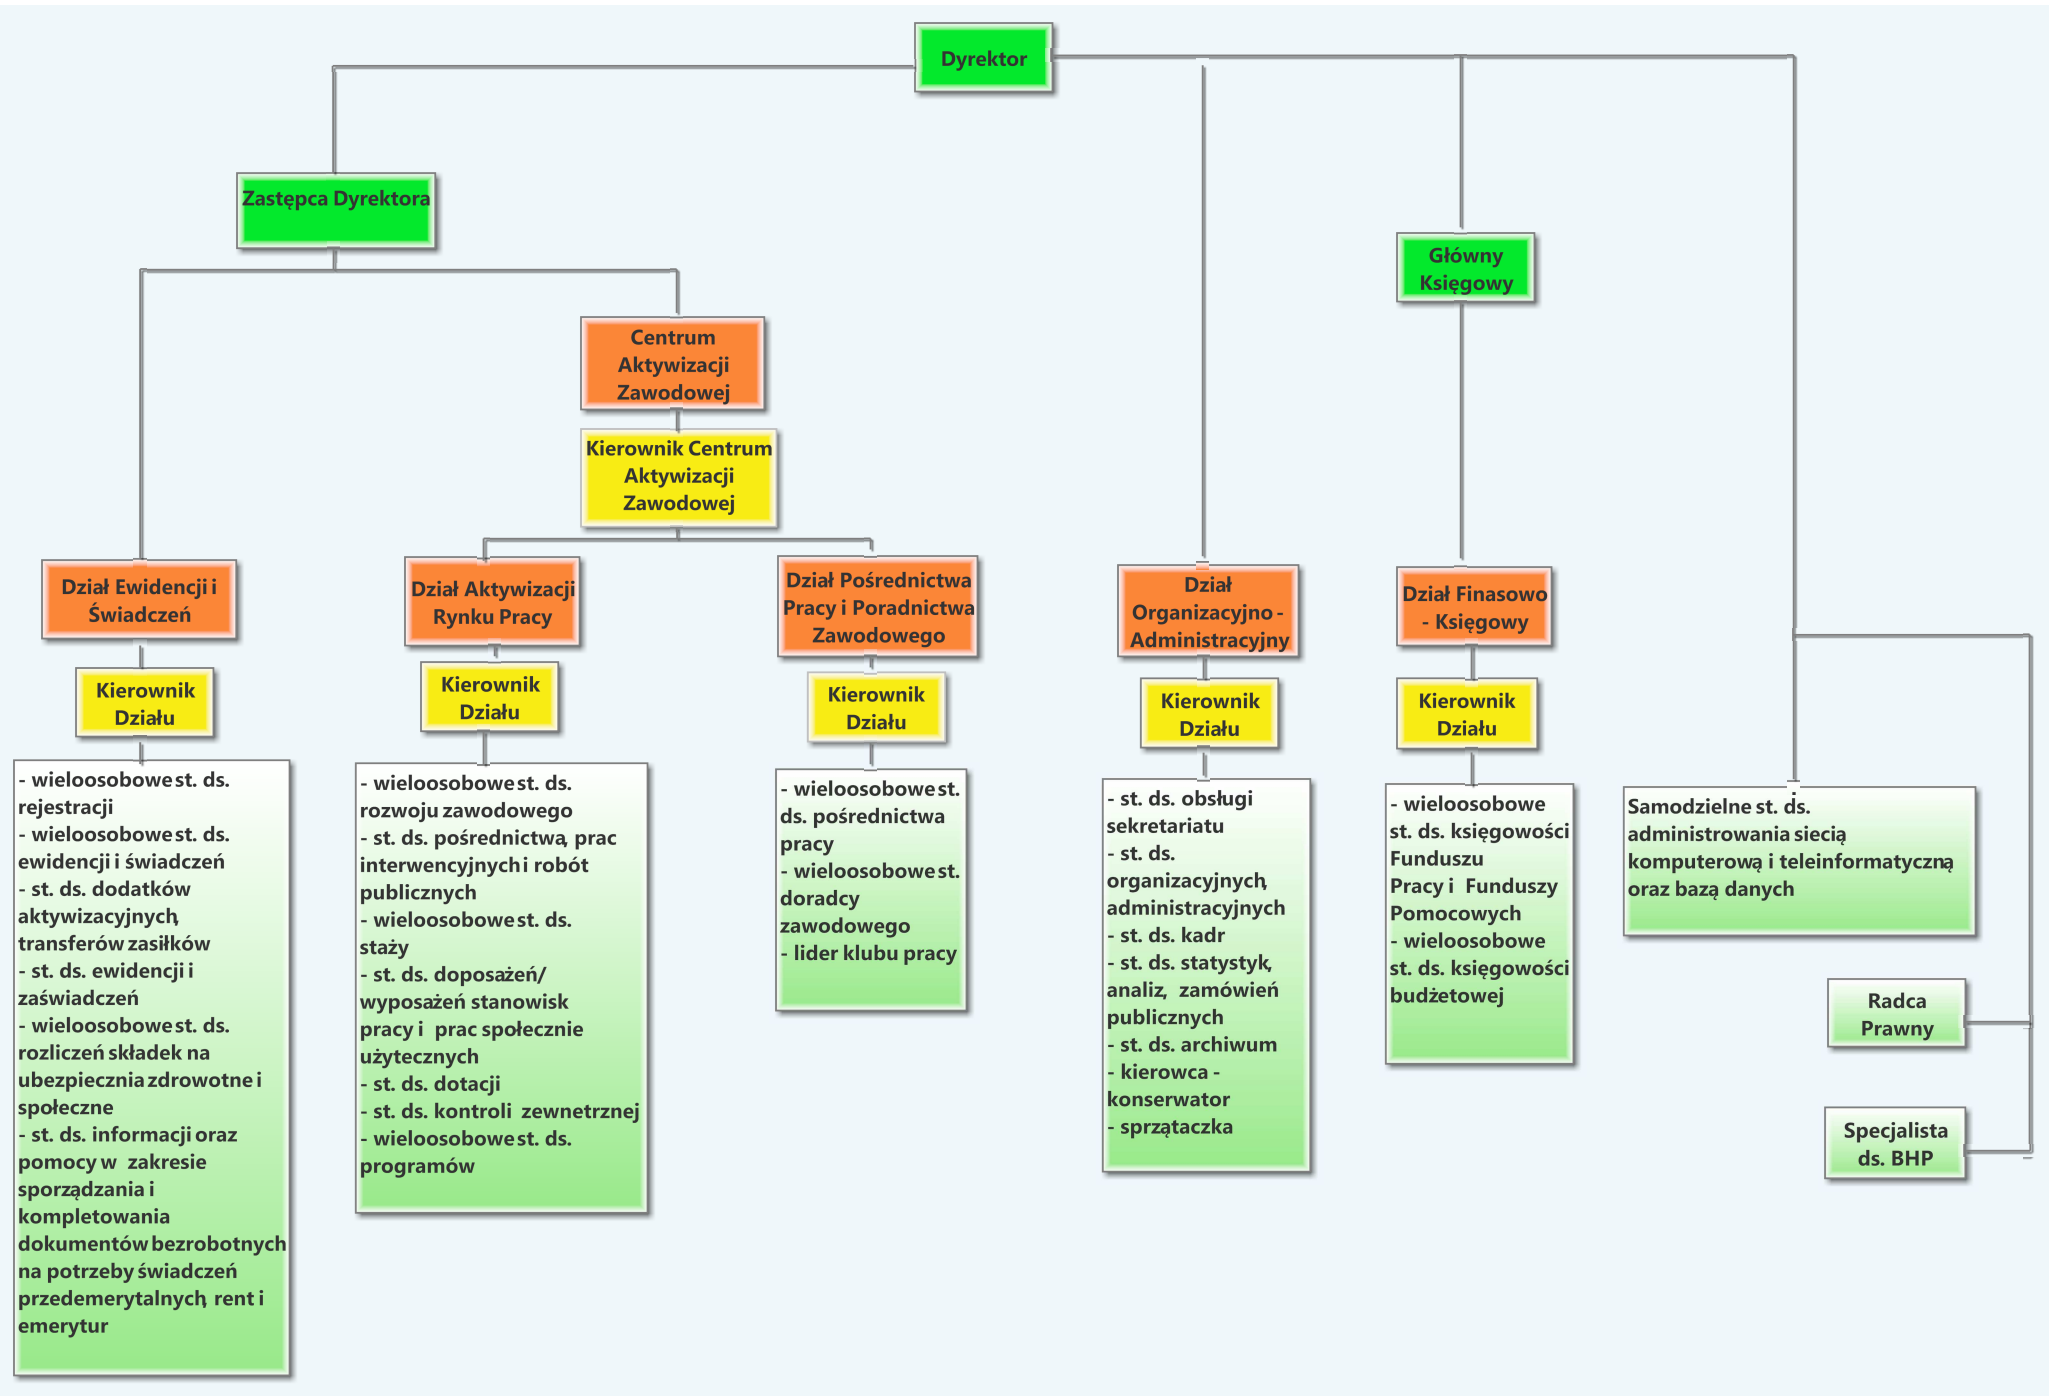 Dyrektor
Zastępca Dyrektora
Główny
Księgowy
Centrum
Aktywizacji
Zawodowej
Kierownik Centrum
Aktywizacji
Zawodowej
Dział Ewidencji i
Świadczeń
Kierownik
Działu
- wieloosobowe st. ds.
rejestracji
- wieloosobowe st. ds.
ewidencji i świadczeń
- st. ds. dodatków
aktywizacyjnych,
transferów zasiłków
- st. ds. ewidencji i
zaświadczeń
- wieloosobowe st. ds.
rozliczeń składek na
ubezpiecznia zdrowotne i
społeczne
- st. ds. informacji oraz
pomocy w zakresie
sporządzania i
kompletowania
dokumentów bezrobotnych
na potrzeby świadczeń
przedemerytalnych, rent i
emerytur
Dział Aktywizacji
Rynku Pracy
Kierownik
Działu
- wieloosobowe st. ds.
rozwoju zawodowego
- st. ds. pośrednictwa, prac
interwencyjnych i robót
publicznych
- wieloosobowe st. ds.
staży
- st. ds. doposażeń/
wyposażeń stanowisk
pracy i prac społecznie
użytecznych
- st. ds. dotacji
- st. ds. kontroli zewnetrznej
- wieloosobowe st. ds.
programów
Dział Pośrednictwa
Pracy i Poradnictwa
Zawodowego
Kierownik
Działu
- wieloosobowe st.
ds. pośrednictwa
pracy
- wieloosobowe st.
doradcy
zawodowego
- lider klubu pracy
Dział
Organizacyjno -
Administracyjny
Kierownik
Działu
- st. ds. obsługi
sekretariatu
- st. ds.
organizacyjnych,
administracyjnych
- st. ds. kadr
- st. ds. statystyk,
analiz, zamówień
publicznych
- st. ds. archiwum
- kierowca -
konserwator
- sprzątaczka
Dział Finasowo
- Księgowy
Kierownik
Działu
- wieloosobowe
st. ds. księgowości
Funduszu
Pracy i Funduszy
Pomocowych
- wieloosobowe
st. ds. księgowości
budżetowej
Samodzielne st. ds.
administrowania siecią
komputerową i teleinformatyczną
oraz bazą danych
Radca
Prawny
Specjalista
ds. BHP